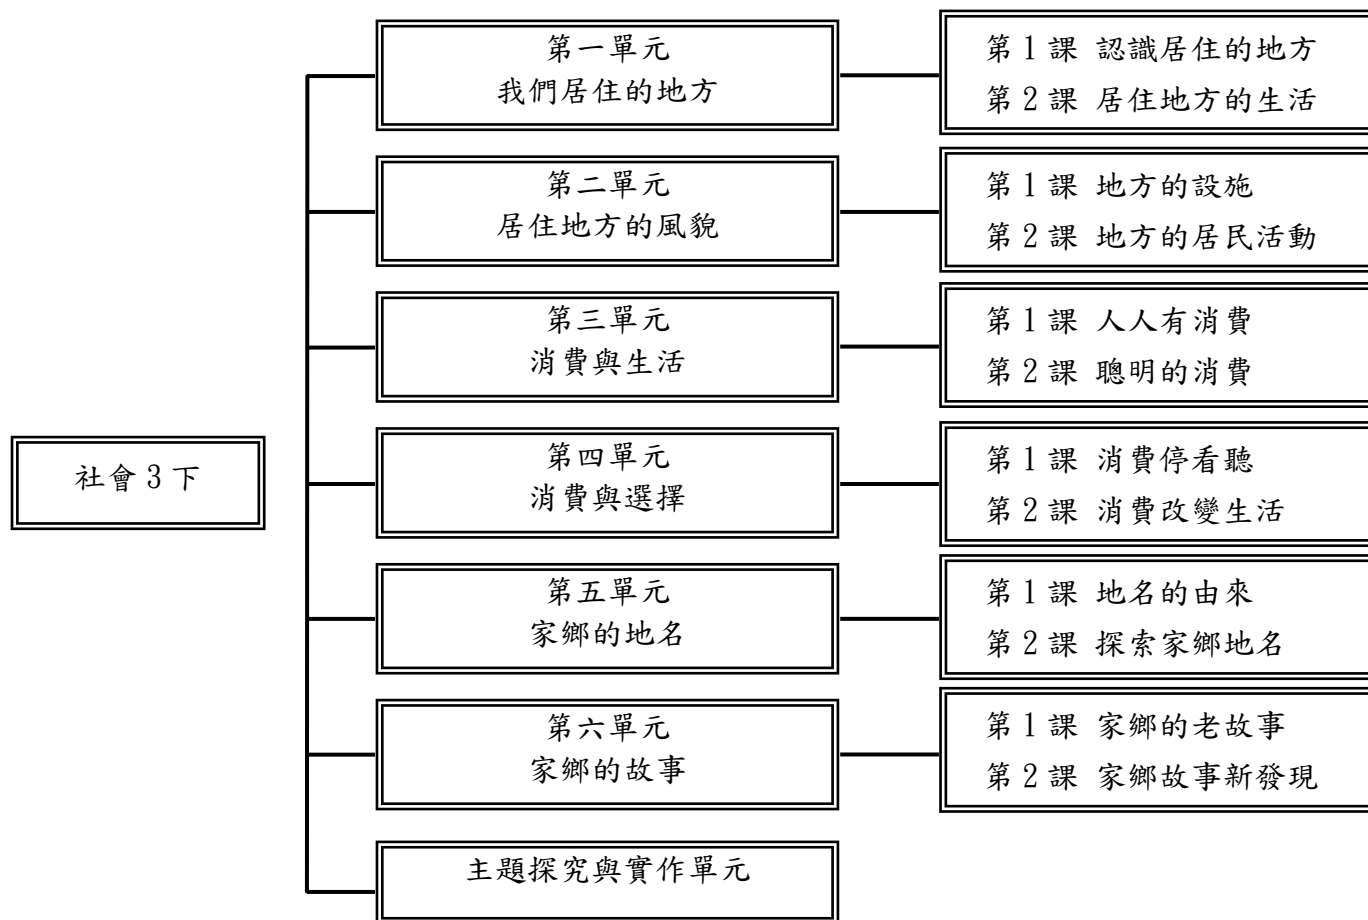 社會3下
第一單元
我們居住的地方
第1課 認識居住的地方
第2課 居住地方的生活
第二單元
居住地方的風貌
第1課 地方的設施
第2課 地方的居民活動
第三單元
消費與生活
第1課 人人有消費
第2課 聰明的消費
第四單元
消費與選擇
第1課 消費停看聽
第2課 消費改變生活
第五單元
家鄉的地名
第1課 地名的由來
第2課 探索家鄉地名
第六單元
家鄉的故事
第1課 家鄉的老故事
第2課 家鄉故事新發現
主題探究與實作單元